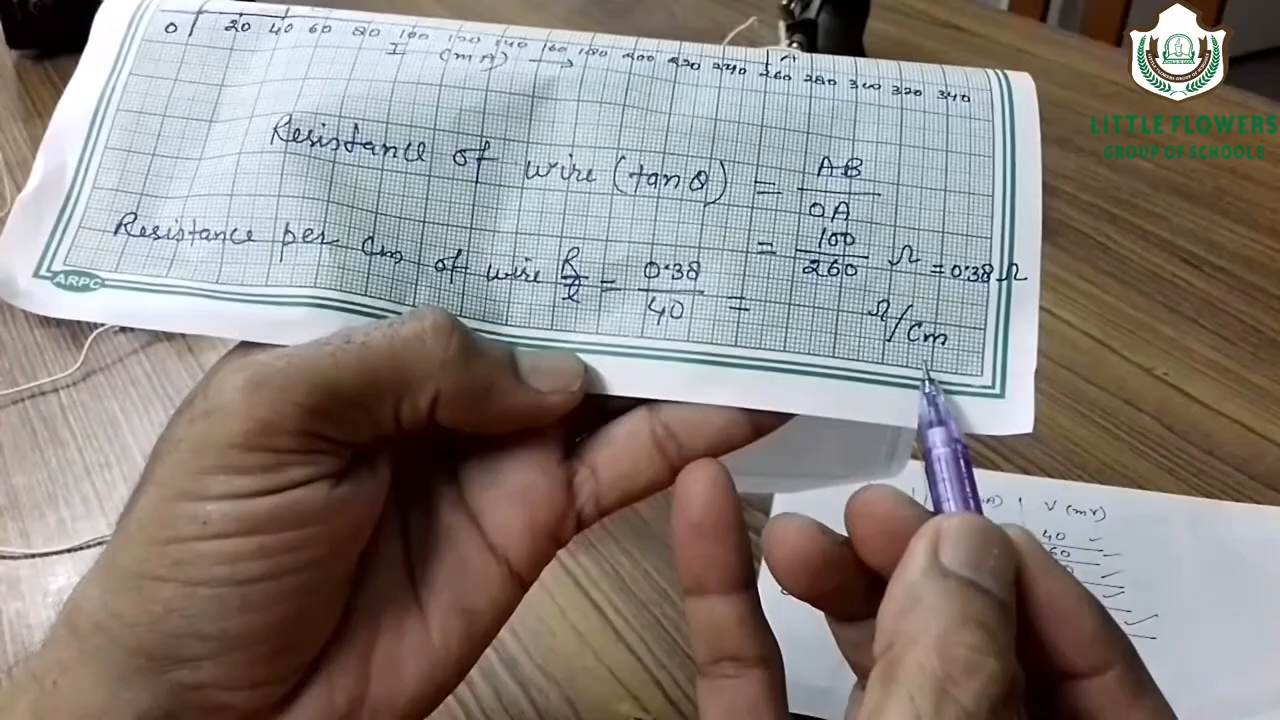 0 20 40 60 80 100 120 140 160 180 200 220 240 260 280 300 320 340
I (mA) →
A
Resistance of wire (tanθ) = AB/OA
= 100/260 Ω = 0.38 Ω
Resistance per cm of wire R/l = 0.38/40 = Ω/cm
ARPC
LITTLE FLOWERS
GROUP OF SCHOOLS
V (mV)
40
60